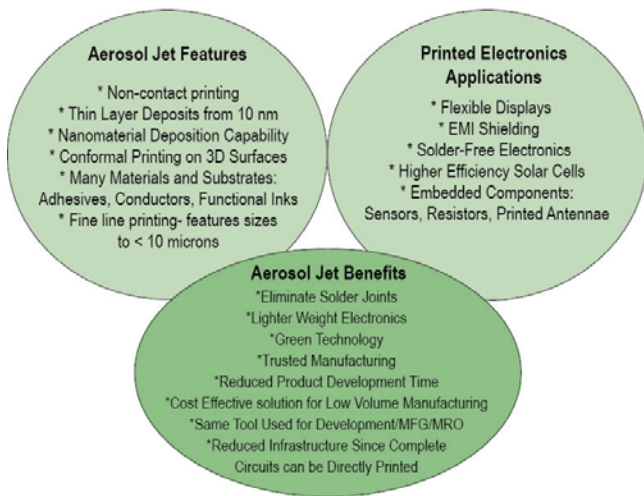 Aerosol Jet Features
* Non-contact printing
* Thin Layer Deposits from 10 nm
* Nanomaterial Deposition Capability
* Conformal Printing on 3D Surfaces
* Many Materials and Substrates:
Adhesives, Conductors, Functional Inks
* Fine line printing- features sizes
to < 10 microns
Printed Electronics
Applications
* Flexible Displays
* EMI Shielding
* Solder-Free Electronics
* Higher Efficiency Solar Cells
* Embedded Components:
Sensors, Resistors, Printed Antennae
Aerosol Jet Benefits
*Eliminate Solder Joints
*Lighter Weight Electronics
*Green Technology
*Trusted Manufacturing
*Reduced Product Development Time
*Cost Effective solution for Low Volume Manufacturing
*Same Tool Used for Development/MFG/MRO
*Reduced Infrastructure Since Complete
Circuits can be Directly Printed